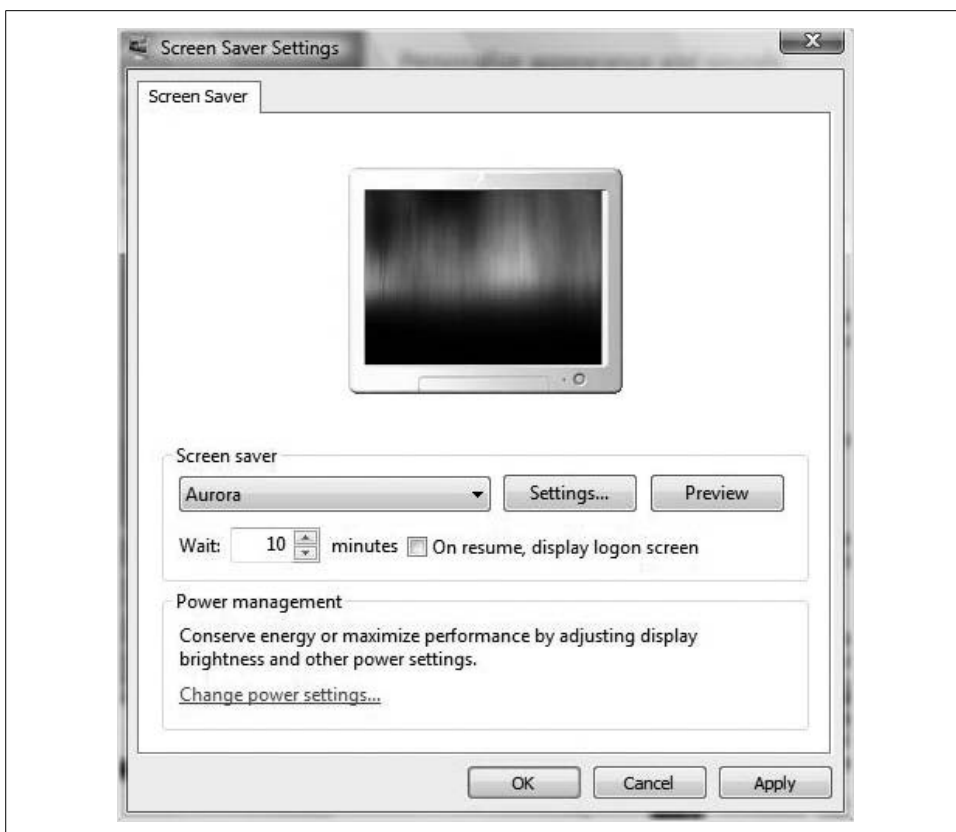 Screen Saver Settings
Screen Saver
Screen saver
Aurora
Settings...
Preview
Wait:
10
minutes
On resume, display logon screen
Power management
Conserve energy or maximize performance by adjusting display
brightness and other power settings.
Change power settings...
OK
Cancel
Apply